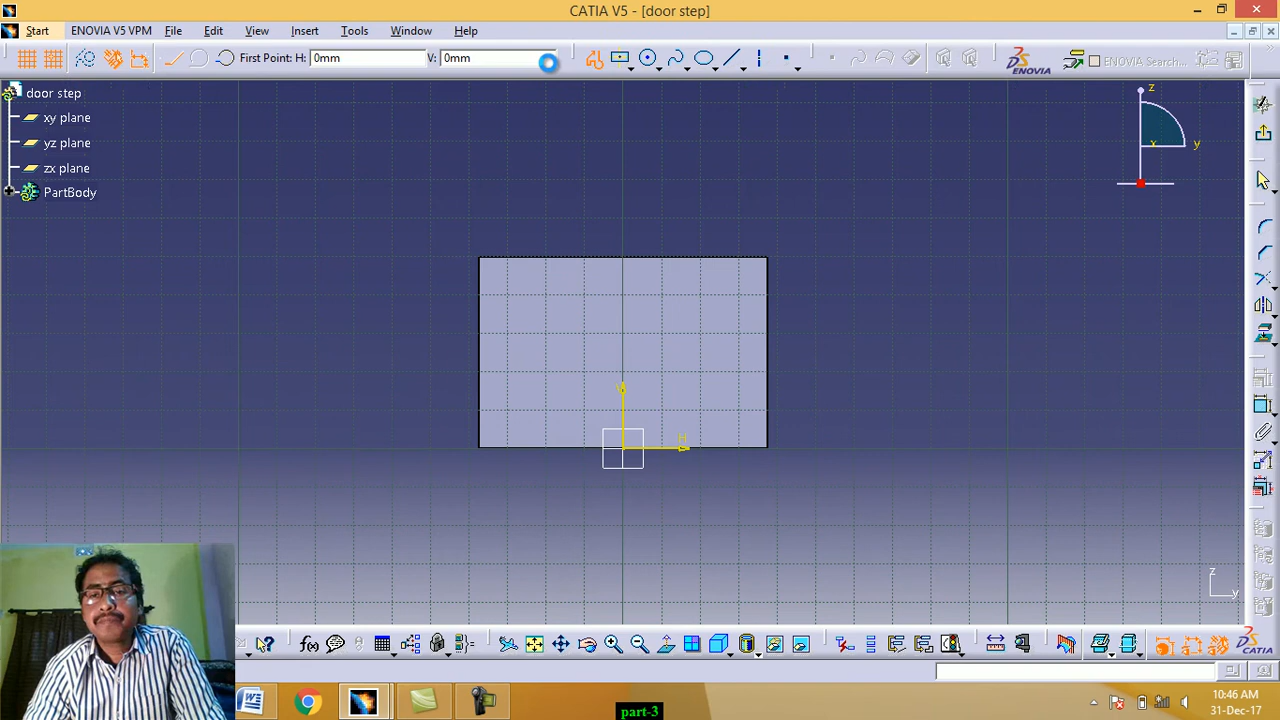 CATIA V5 - [door step]
Start ENOVIA V5 VPM File Edit View Insert Tools Window Help
First Point: H: 0mm V: 0mm
ENOVIA
ENOVIA Search...
door step
xy plane
yz plane
zx plane
PartBody
z
x y
V
H
z
y
f(x)
CATIA
10:46 AM
31-Dec-17
part-3